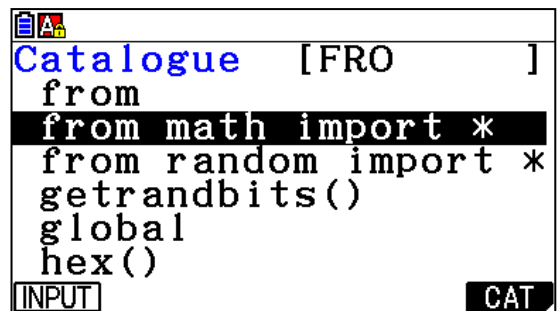 A
Catalogue [FRO ]
from
from math import *
from random import *
getrandbits()
global
hex()
INPUT CAT